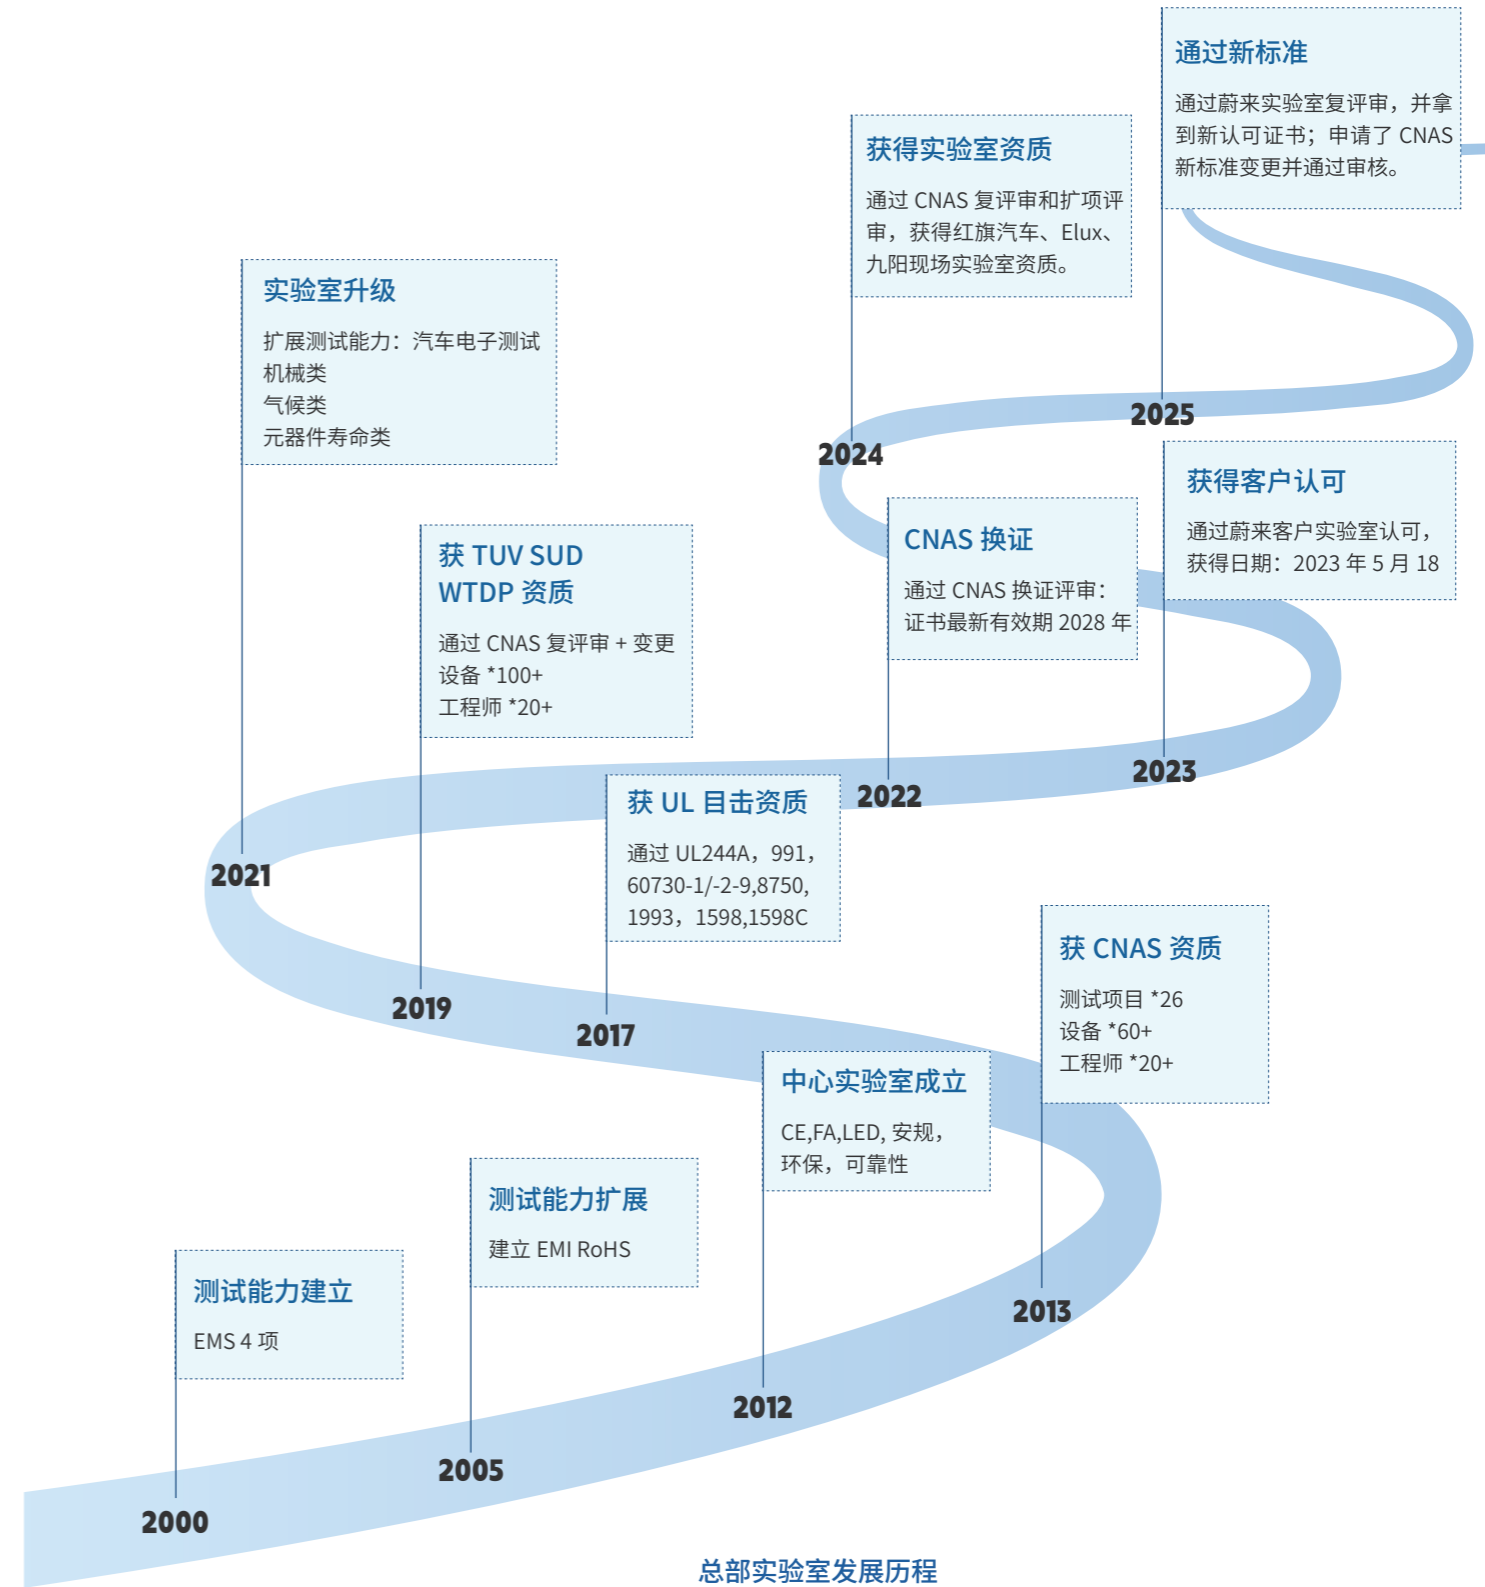 通过新标准
通过蔚来实验室复评审，并拿
到新认可证书；申请了 CNAS
新标准变更并通过审核。
2025
获得实验室资质
通过 CNAS 复评审和扩项评
审，获得红旗汽车、Elux、
九阳现场实验室资质。
2024
获得客户认可
通过蔚来客户实验室认可，
获得日期：2023 年 5 月 18
2023
CNAS 换证
通过 CNAS 换证评审：
证书最新有效期 2028 年
2022
实验室升级
扩展测试能力：汽车电子测试
机械类
气候类
元器件寿命类
2021
获 TUV SUD
WTDP 资质
通过 CNAS 复评审 + 变更
设备 *100+
工程师 *20+
2019
获 UL 目击资质
通过 UL244A，991，
60730-1/-2-9,8750,
1993，1598,1598C
2017
获 CNAS 资质
测试项目 *26
设备 *60+
工程师 *20+
2013
中心实验室成立
CE,FA,LED, 安规，
环保，可靠性
2012
测试能力扩展
建立 EMI RoHS
2005
测试能力建立
EMS 4 项
2000
总部实验室发展历程